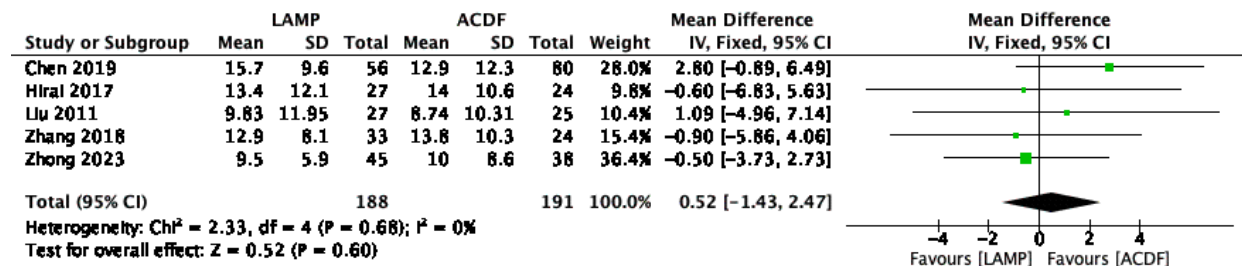 LAMP ACDF Mean Difference Mean Difference
Study or Subgroup Mean SD Total Mean SD Total Weight IV, Fixed, 95% CI IV, Fixed, 95% CI
Chen 2019 15.7 9.6 56 12.9 12.3 80 28.0% 2.80 [−0.89, 6.49]
Hirai 2017 13.4 12.1 27 14 10.6 24 9.8% −0.60 [−6.83, 5.63]
Liu 2011 9.83 11.95 27 8.74 10.31 25 10.4% 1.09 [−4.96, 7.14]
Zhang 2018 12.9 8.1 33 13.8 10.3 24 15.4% −0.90 [−5.86, 4.06]
Zhong 2023 9.5 5.9 45 10 8.6 38 36.4% −0.50 [−3.73, 2.73]
Total (95% CI) 188 191 100.0% 0.52 [−1.43, 2.47]
Heterogeneity: Chi² = 2.33, df = 4 (P = 0.68); I² = 0%
Test for overall effect: Z = 0.52 (P = 0.60)
−4 −2 0 2 4
Favours [LAMP] Favours [ACDF]